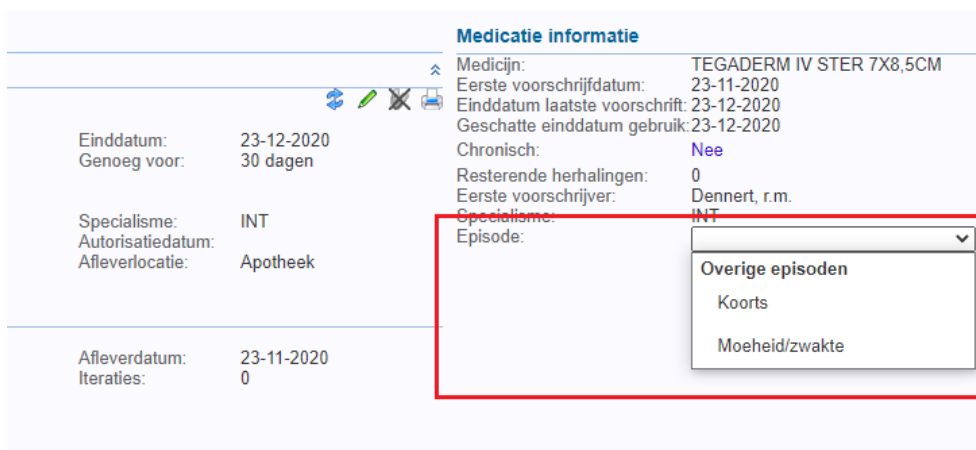 Medicatie informatie
Medicijn: TEGADERM IV STER 7X8,5CM
Eerste voorschrijfdatum: 23-11-2020
Einddatum laatste voorschrift: 23-12-2020
Geschatte einddatum gebruik: 23-12-2020
Chronisch: Nee
Resterende herhalingen: 0
Eerste voorschrijver: Dennert, r.m.
Specialisme: INT
Episode:
Overige episoden
Koorts
Moeheid/zwakte
Einddatum: 23-12-2020
Genoeg voor: 30 dagen
Specialisme: INT
Autorisatiedatum:
Afleverlocatie: Apotheek
Afleverdatum: 23-11-2020
Iteraties: 0